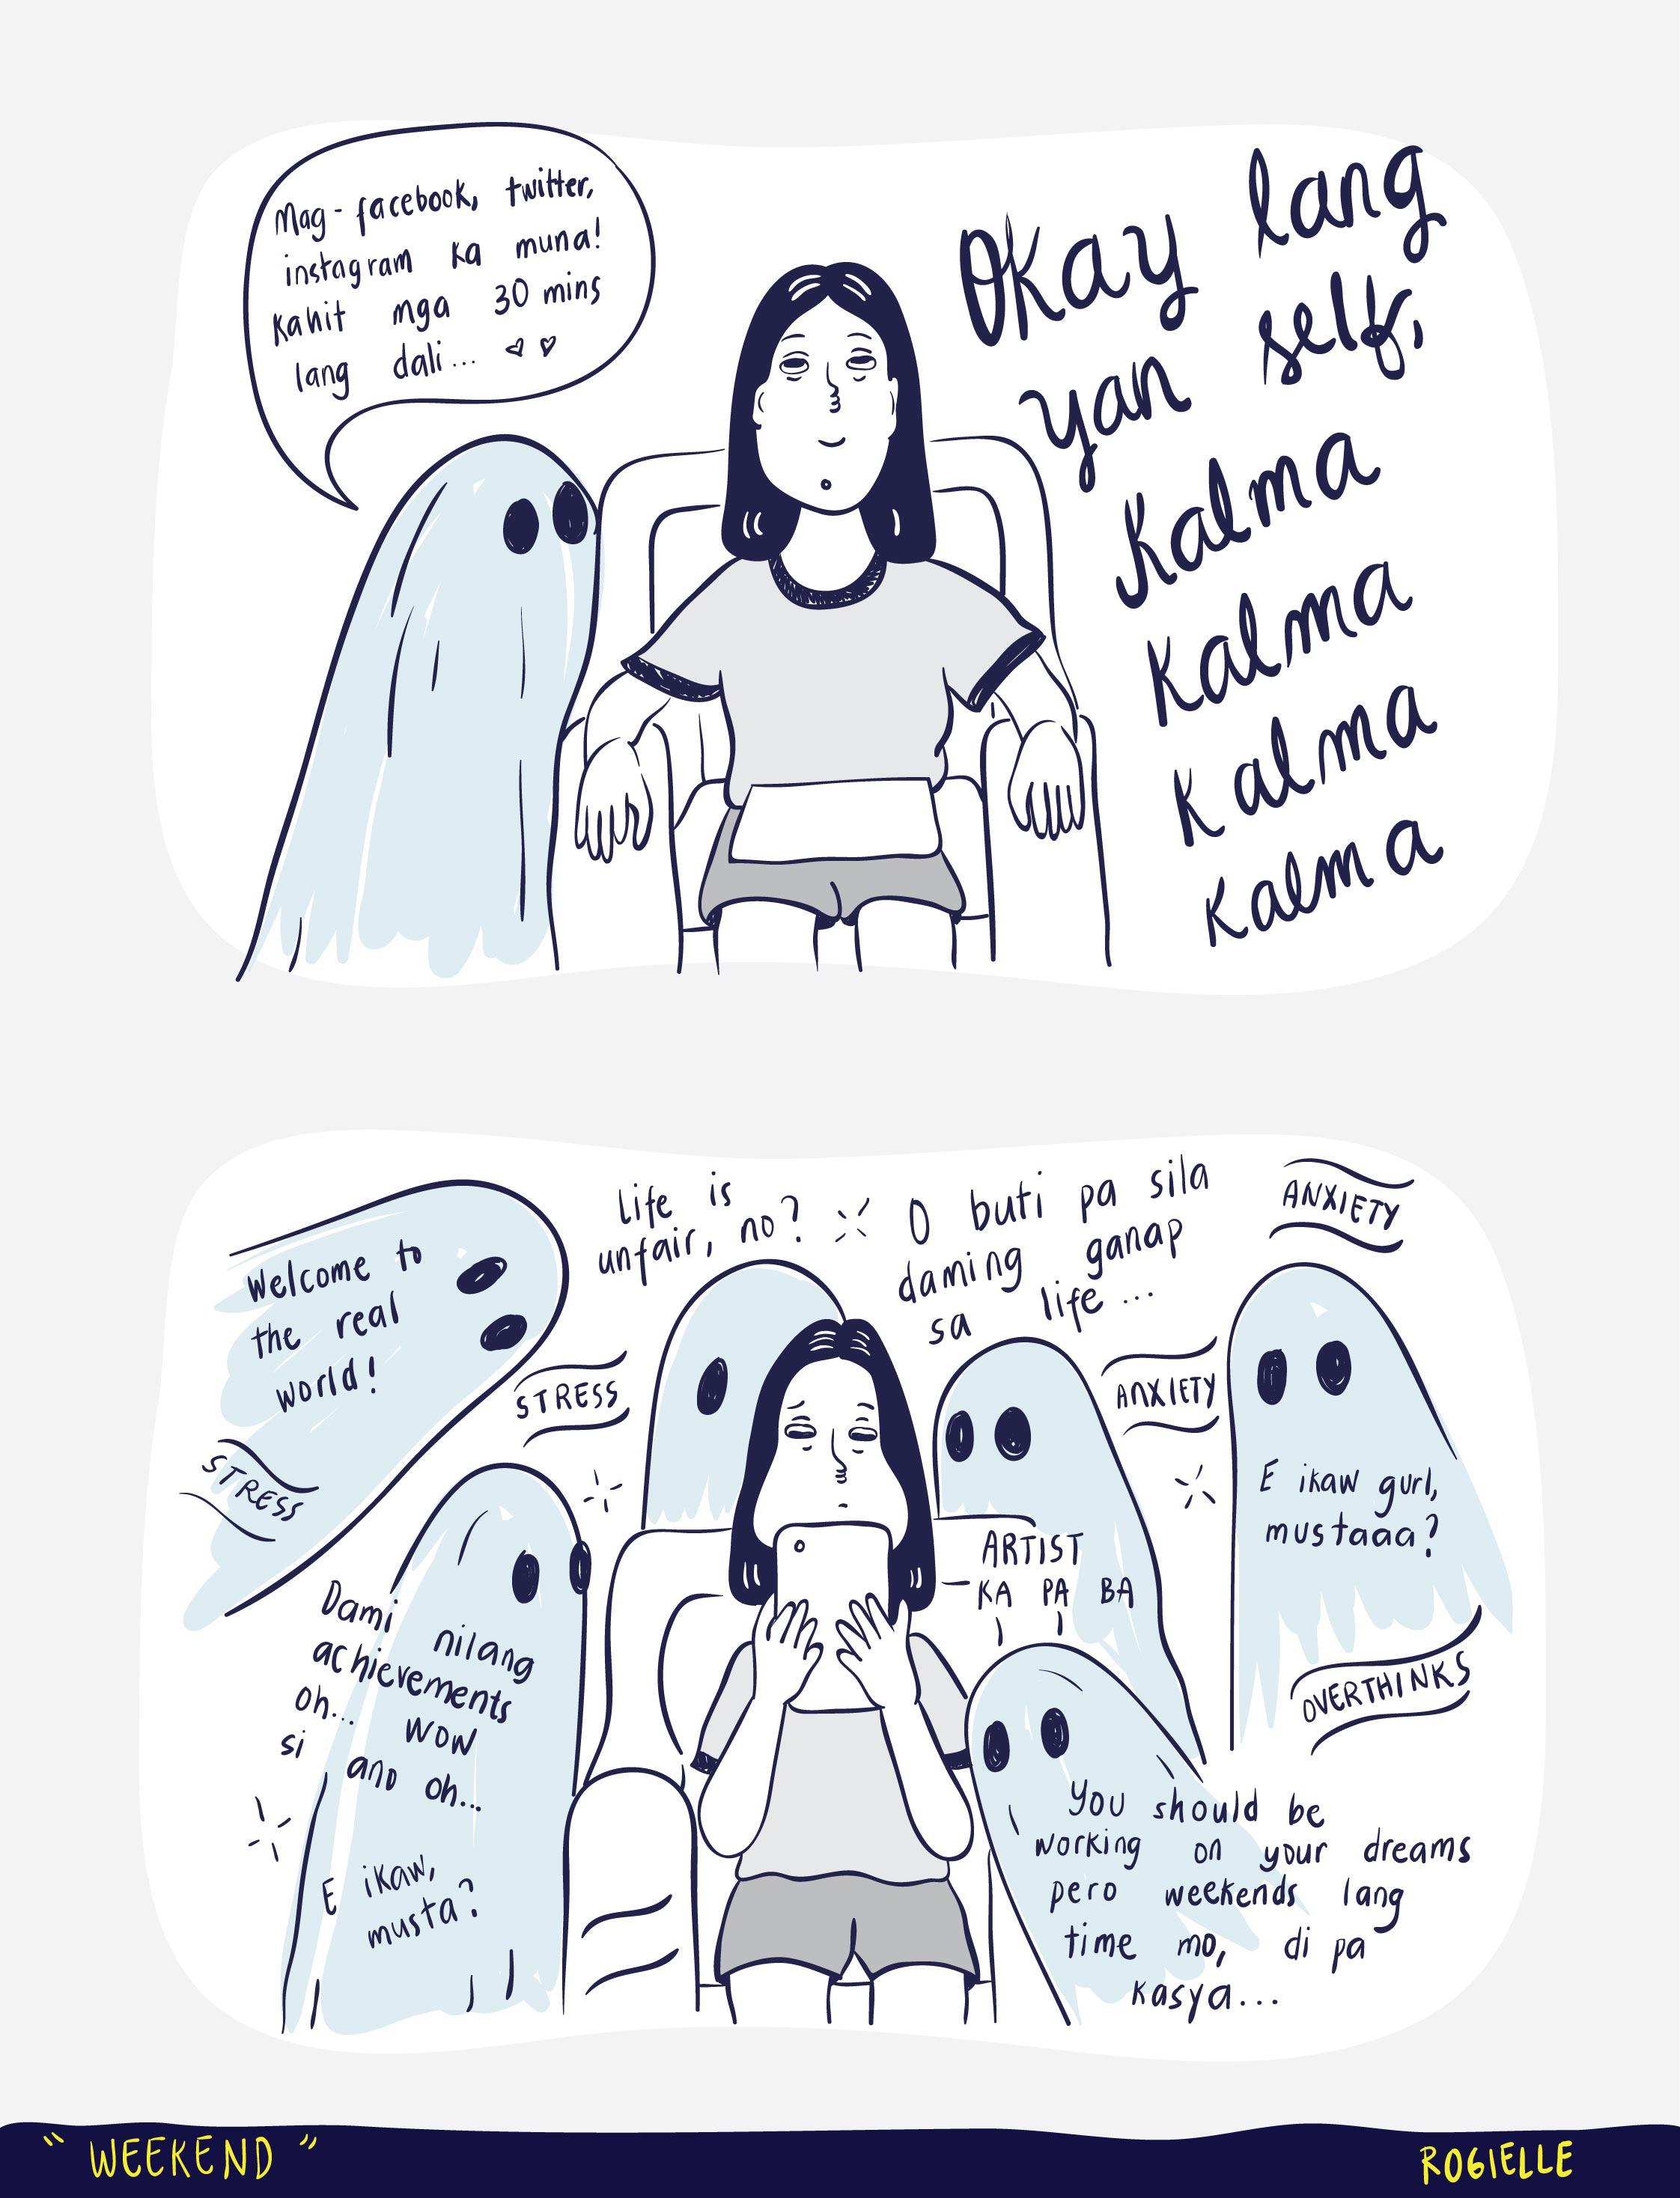 Mag-facebook, twitter,
instagram ka muna!
Kahit mga 30 mins
lang dali...
Okay lang
yan self,
Kalma
Kalma
Kalma
Kalma
Welcome to
the real
world!
STRESS
Life is
unfair, no?
STRESS
O buti pa sila
daming ganap
sa life...
ANXIETY
ANXIETY
E ikaw gurl,
mustaaa?
OVERTHINKS
Dami nilang
achievements
oh... wow
si ano oh...
E ikaw,
musta?
ARTIST
KA PA BA
You should be
working on your dreams
pero weekends lang
time mo, di pa
kasya...
"WEEKEND"
ROGIELLE